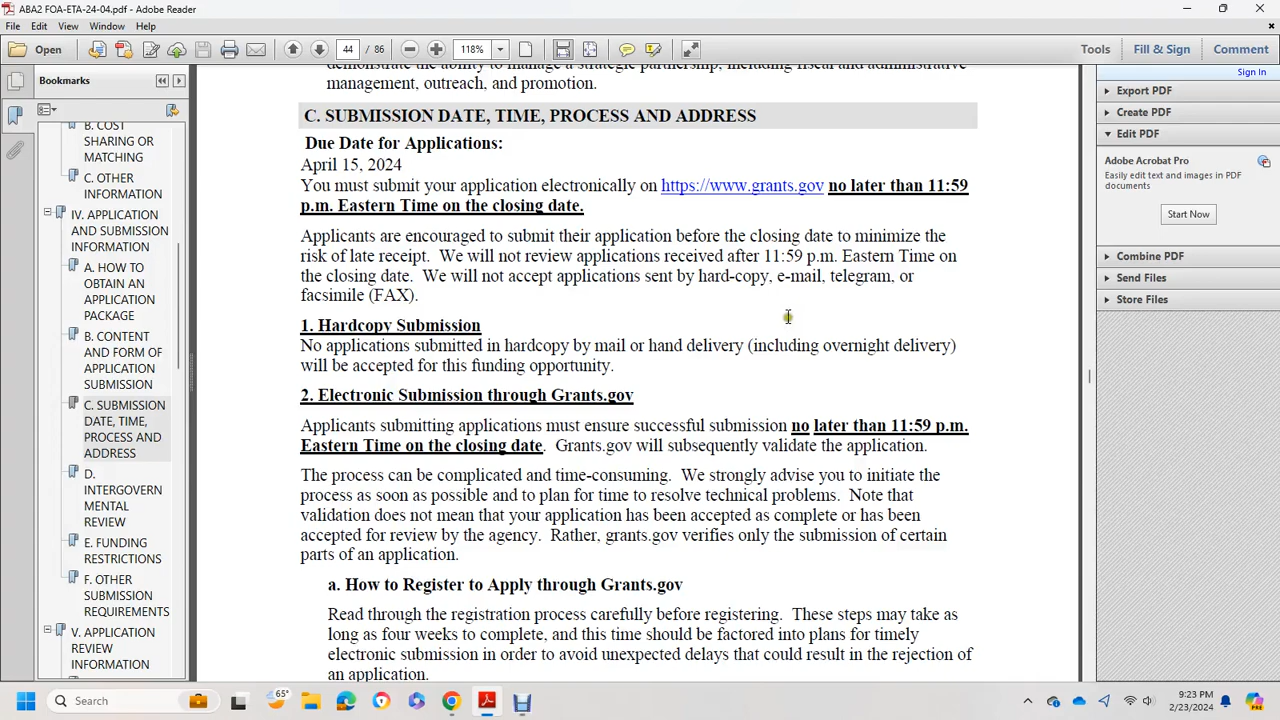 ABA2 FOA-ETA-24-04.pdf - Adobe Reader
File Edit View Window Help
Open 44 / 86 118% Tools Fill & Sign Comment
Sign In
Bookmarks
B. COST
SHARING OR
MATCHING
C. OTHER
INFORMATION
IV. APPLICATION
AND SUBMISSION
INFORMATION
A. HOW TO
OBTAIN AN
APPLICATION
PACKAGE
B. CONTENT
AND FORM OF
APPLICATION
SUBMISSION
C. SUBMISSION
DATE, TIME,
PROCESS AND
ADDRESS
D.
INTERGOVERN
MENTAL
REVIEW
E. FUNDING
RESTRICTIONS
F. OTHER
SUBMISSION
REQUIREMENTS
V. APPLICATION
REVIEW
INFORMATION
demonstrate the ability to manage a strategic partnership, including fiscal and administrative
management, outreach, and promotion.
C. SUBMISSION DATE, TIME, PROCESS AND ADDRESS
Due Date for Applications:
April 15, 2024
You must submit your application electronically on https://www.grants.gov no later than 11:59
p.m. Eastern Time on the closing date.
Applicants are encouraged to submit their application before the closing date to minimize the
risk of late receipt. We will not review applications received after 11:59 p.m. Eastern Time on
the closing date. We will not accept applications sent by hard-copy, e-mail, telegram, or
facsimile (FAX).
1. Hardcopy Submission
No applications submitted in hardcopy by mail or hand delivery (including overnight delivery)
will be accepted for this funding opportunity.
2. Electronic Submission through Grants.gov
Applicants submitting applications must ensure successful submission no later than 11:59 p.m.
Eastern Time on the closing date. Grants.gov will subsequently validate the application.
The process can be complicated and time-consuming. We strongly advise you to initiate the
process as soon as possible and to plan for time to resolve technical problems. Note that
validation does not mean that your application has been accepted as complete or has been
accepted for review by the agency. Rather, grants.gov verifies only the submission of certain
parts of an application.
a. How to Register to Apply through Grants.gov
Read through the registration process carefully before registering. These steps may take as
long as four weeks to complete, and this time should be factored into plans for timely
electronic submission in order to avoid unexpected delays that could result in the rejection of
an application.
Export PDF
Create PDF
Edit PDF
Adobe Acrobat Pro
Easily edit text and images in PDF
documents
Start Now
Combine PDF
Send Files
Store Files
Search
65°
9:23 PM
2/23/2024
PRE